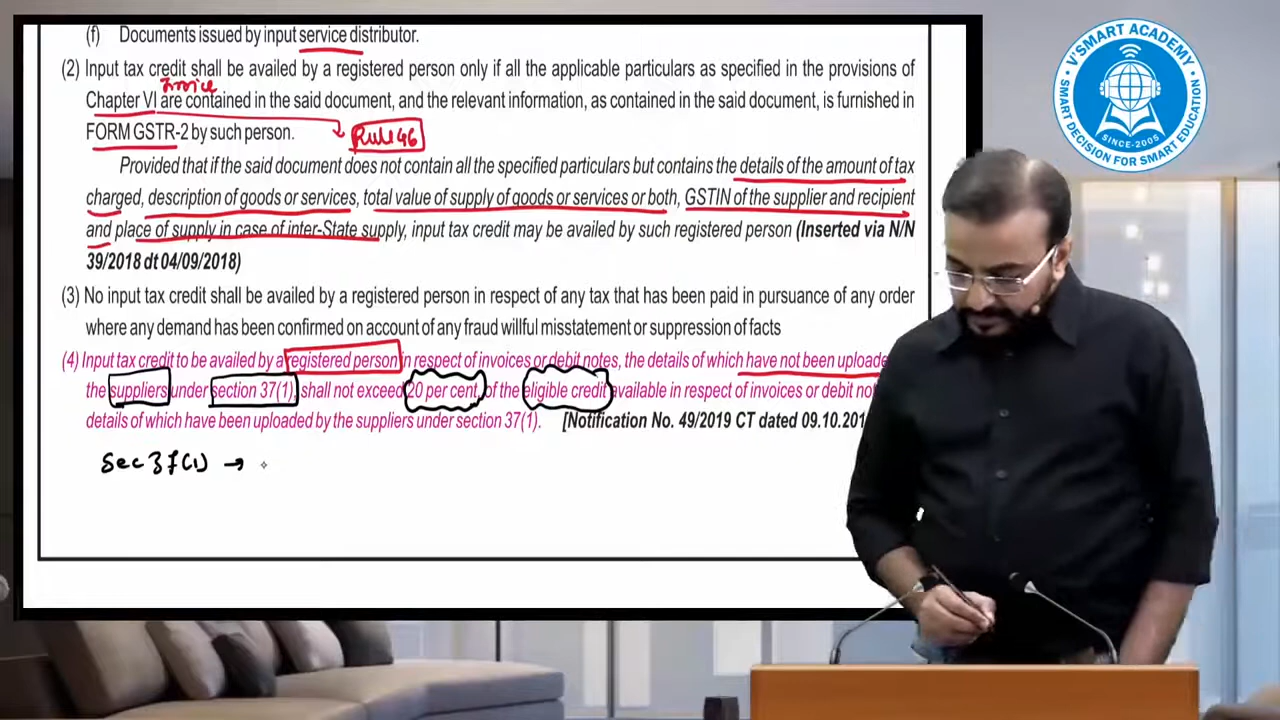 (f) Documents issued by input service distributor.
(2) Input tax credit shall be availed by a registered person only if all the applicable particulars as specified in the provisions of
Invoice
Chapter VI are contained in the said document, and the relevant information, as contained in the said document, is furnished in
FORM GSTR-2 by such person.
Rule 46
Provided that if the said document does not contain all the specified particulars but contains the details of the amount of tax
charged, description of goods or services, total value of supply of goods or services or both, GSTIN of the supplier and recipient
and place of supply in case of inter-State supply, input tax credit may be availed by such registered person (Inserted via N/N
39/2018 dt 04/09/2018)
(3) No input tax credit shall be availed by a registered person in respect of any tax that has been paid in pursuance of any order
where any demand has been confirmed on account of any fraud willful misstatement or suppression of facts
(4) Input tax credit to be availed by a registered person in respect of invoices or debit notes, the details of which have not been uploade
the suppliers under section 37(1), shall not exceed 20 per cent, of the eligible credit available in respect of invoices or debit no
details of which have been uploaded by the suppliers under section 37(1). [Notification No. 49/2019 CT dated 09.10.201
Sec 37(1) →
V'SMART ACADEMY
SINCE-2005
SMART DECISION FOR SMART EDUCATION